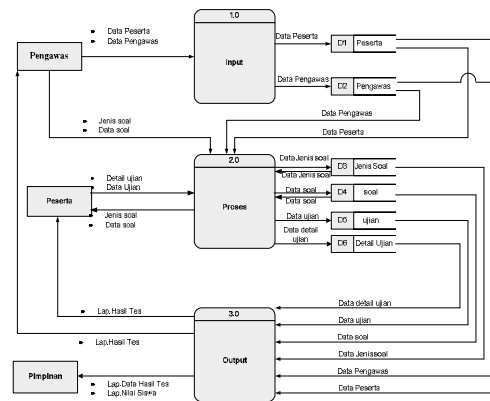 1.0
Input
Data Peserta
Data Pengawas
Pengawas
Data Peserta
D1 Peserta
Data Pengawas
D2 Pengawas
Data Pengawas
Data Peserta
Jenis soal
Data soal
2.0
Proses
Data Jenis soal
Data Jenis soal
D3 Jenis Soal
Detail ujian
Data Ujian
Peserta
Data soal
Data soal
D4 soal
Jenis soal
Data soal
Data ujian
D5 ujian
Data detail
ujian
D6 Detail Ujian
3.0
Output
Lap.Hasil Tes
Lap.Hasil Tes
Data detail ujian
Data ujian
Data soal
Data Jenissoal
Data Pengawas
Data Peserta
Pimpinan
Lap.Data Hasil Tes
Lap.Nilai Siswa